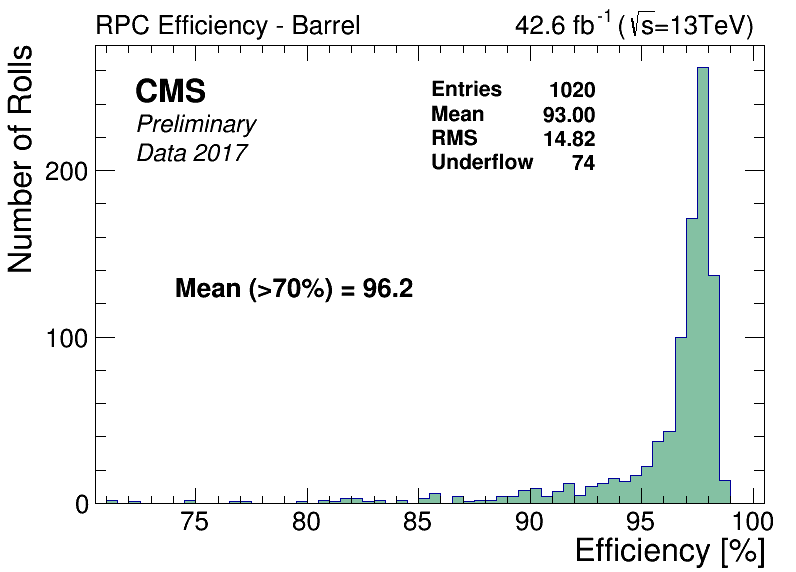 RPC Efficiency - Barrel
42.6 fb⁻¹ (√s=13TeV)
CMS
Preliminary
Data 2017
Entries 1020
Mean 93.00
RMS 14.82
Underflow 74
Mean (>70%) = 96.2
Number of Rolls
200
100
0
75 80 85 90 95 100
Efficiency [%]